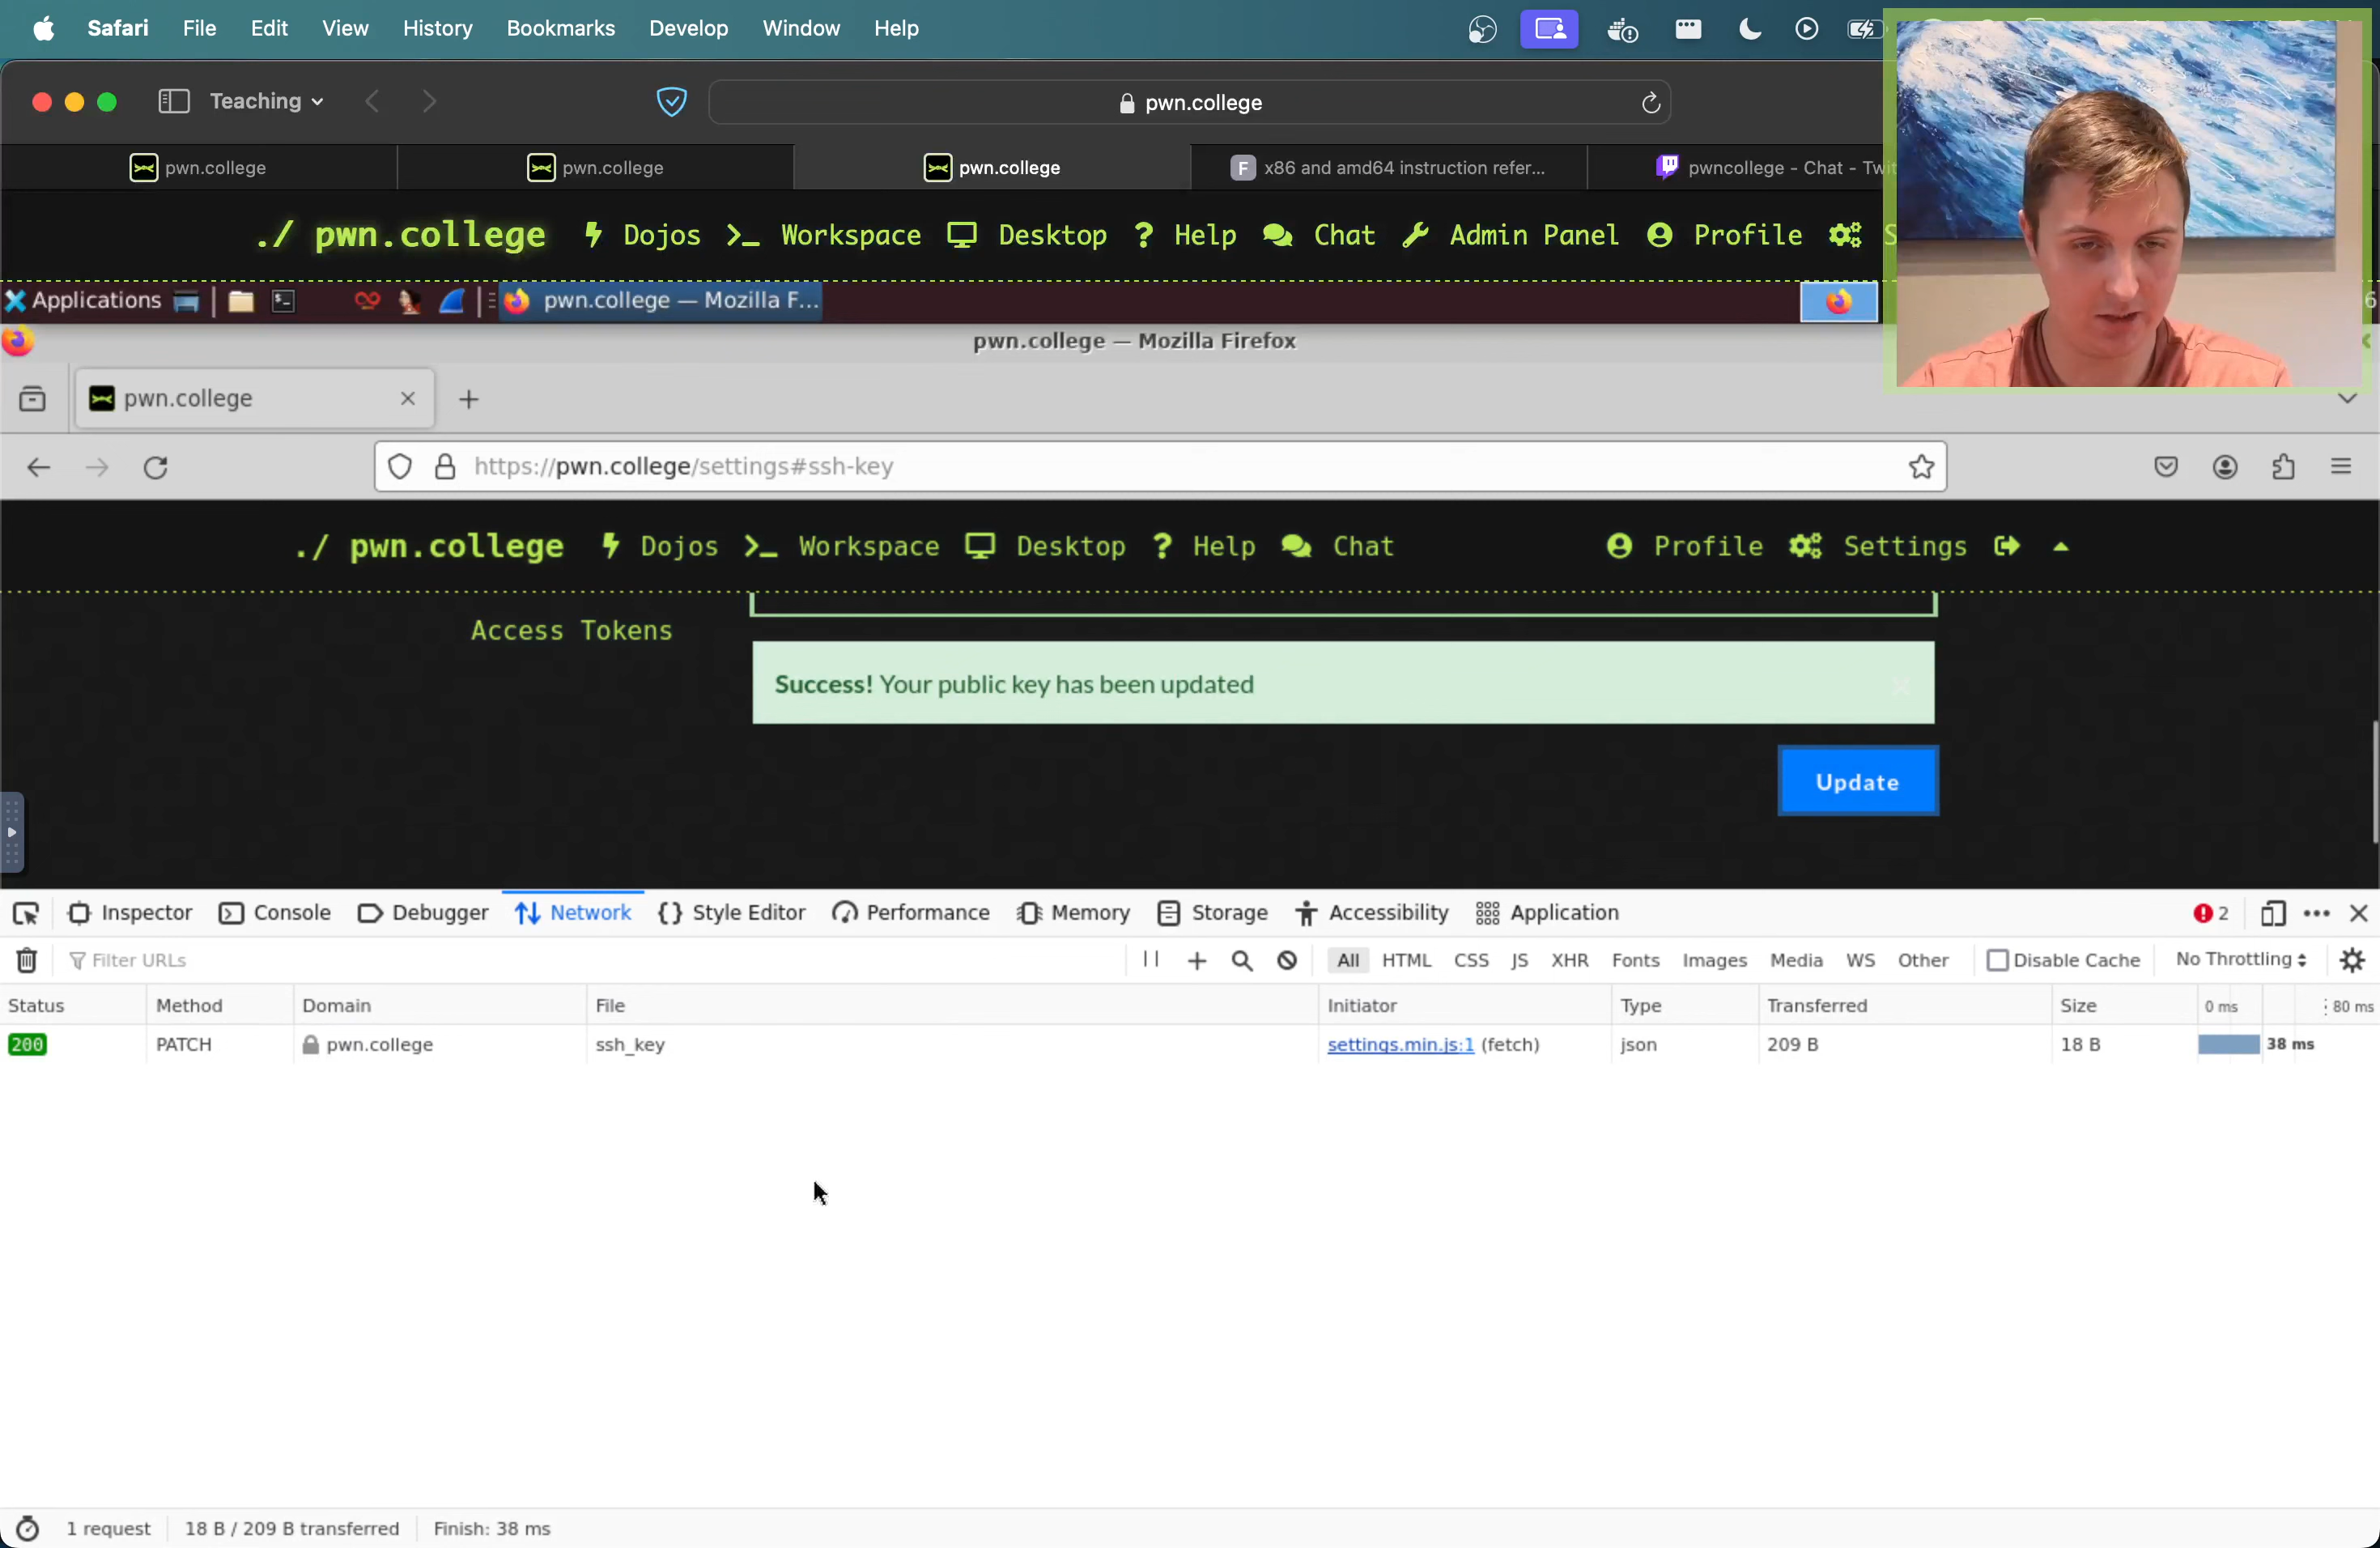 Safari File Edit View History Bookmarks Develop Window Help
Teaching pwn.college
pwn.college pwn.college pwn.college F x86 and amd64 instruction refer... pwncollege - Chat - Twi
./ pwn.college Dojos >_ Workspace Desktop ? Help Chat Admin Panel Profile S
Applications pwn.college — Mozilla F... 6
pwn.college — Mozilla Firefox
pwn.college
https://pwn.college/settings#ssh-key
./ pwn.college Dojos >_ Workspace Desktop ? Help Chat Profile Settings
Access Tokens
Success! Your public key has been updated
Update
Inspector Console Debugger Network {} Style Editor Performance Memory Storage Accessibility Application 2
Filter URLs All HTML CSS JS XHR Fonts Images Media WS Other Disable Cache No Throttling
Status Method Domain File Initiator Type Transferred Size 0 ms 80 ms
200 PATCH pwn.college ssh_key settings.min.js:1 (fetch) json 209 B 18 B 38 ms
1 request 18 B / 209 B transferred Finish: 38 ms